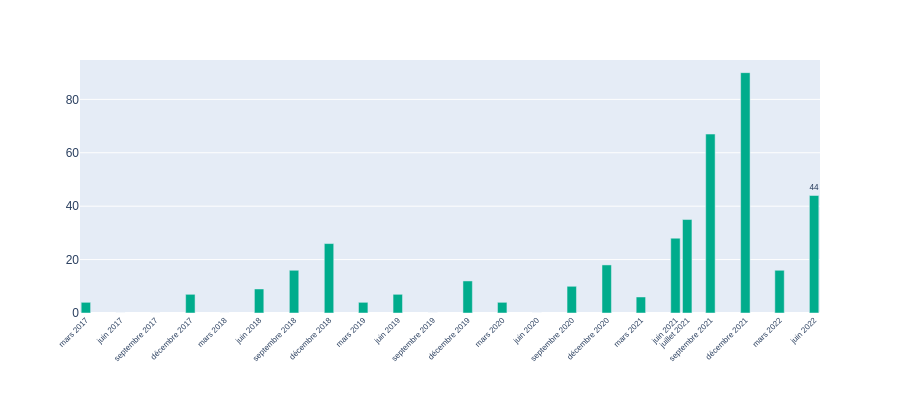 80
60
40
20
0
44
mars 2017
juin 2017
septembre 2017
décembre 2017
mars 2018
juin 2018
septembre 2018
décembre 2018
mars 2019
juin 2019
septembre 2019
décembre 2019
mars 2020
juin 2020
septembre 2020
décembre 2020
mars 2021
juin 2021
juillet 2021
septembre 2021
décembre 2021
mars 2022
juin 2022